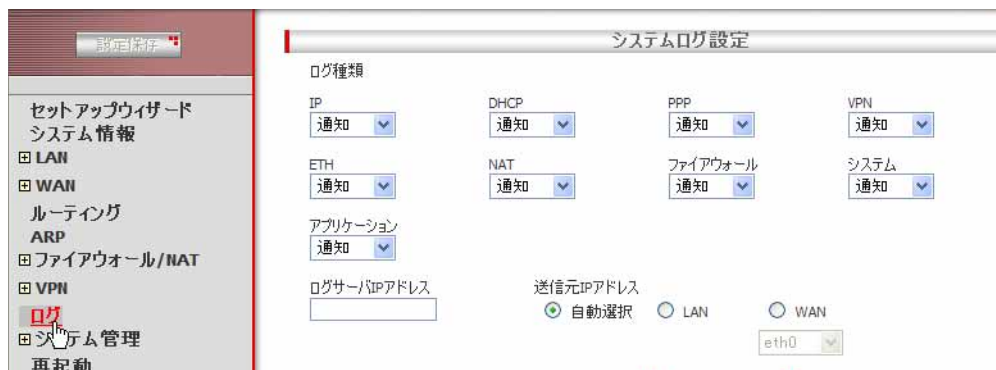 設定保存
セットアップウィザード
システム情報
LAN
WAN
ルーティング
ARP
ファイアウォール/NAT
VPN
ログ
システム管理
再起動
システムログ設定
ログ種類
IP DHCP PPP VPN
通知 通知 通知 通知
ETH NAT ファイアウォール システム
通知 通知 通知 通知
アプリケーション
通知
ログサーバIPアドレス 送信元IPアドレス
自動選択 LAN WAN
eth0